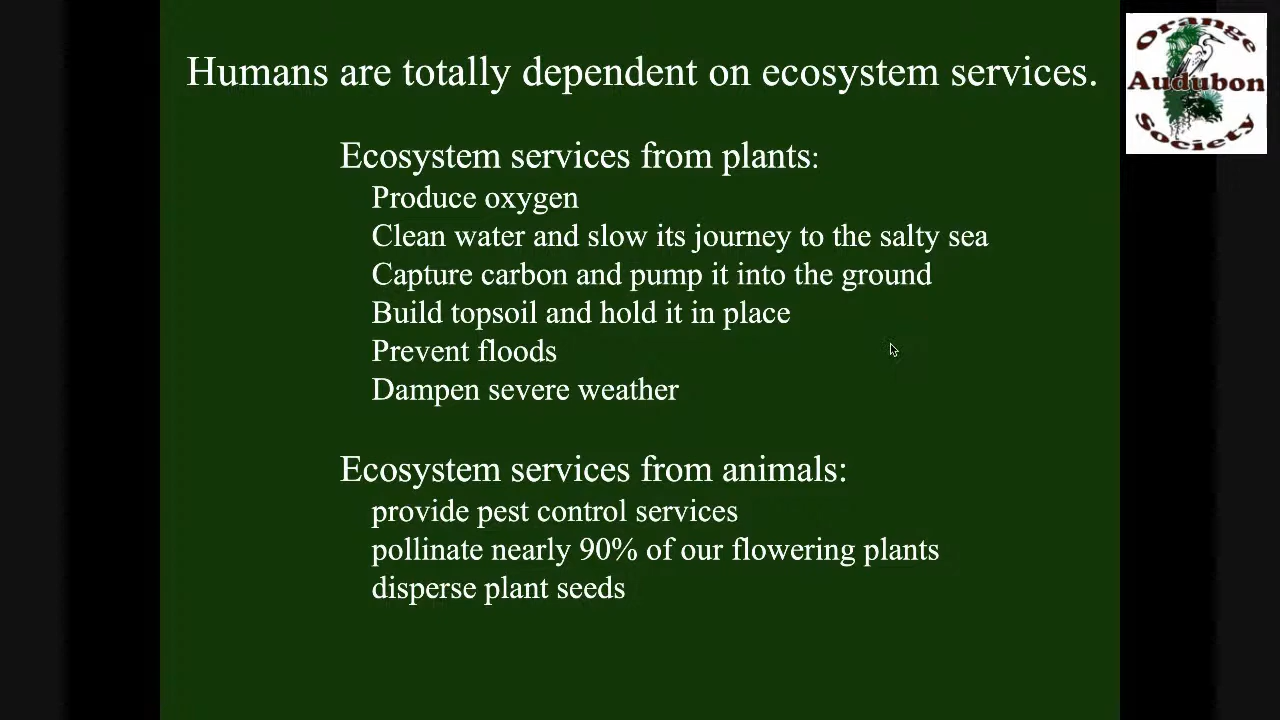 Humans are totally dependent on ecosystem services.
Ecosystem services from plants:
Produce oxygen
Clean water and slow its journey to the salty sea
Capture carbon and pump it into the ground
Build topsoil and hold it in place
Prevent floods
Dampen severe weather
Ecosystem services from animals:
provide pest control services
pollinate nearly 90% of our flowering plants
disperse plant seeds
Orange
Audubon
Society